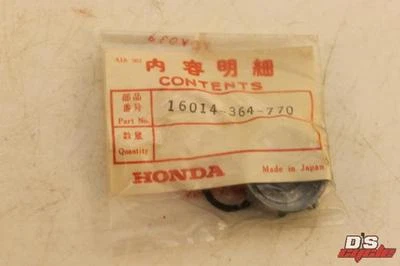 内容明細
CONTENTS
部品
番号
Part No.
16014-364-770
数量
Quantity
HONDA
Made in Japan
D'S
cycle